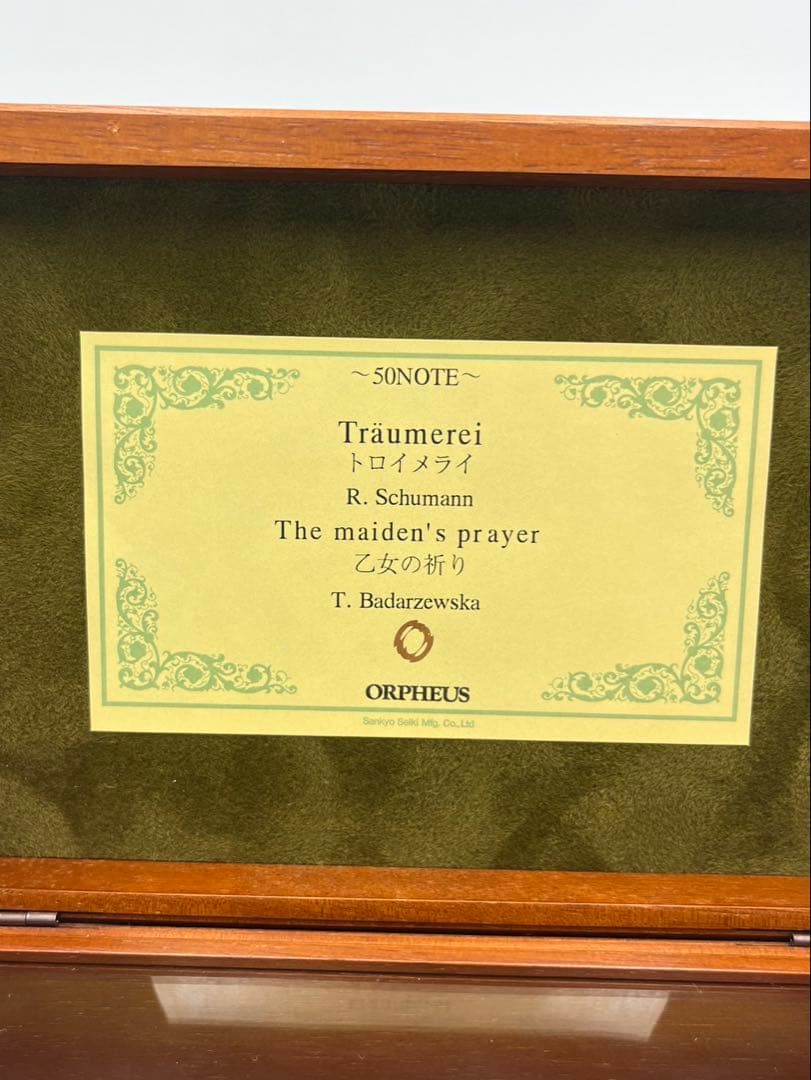 ～50NOTE～
Träumerei
トロイメライ
R. Schumann
The maiden's prayer
乙女の祈り
T. Badarzewska
ORPHEUS
Sankyo Seiki Mfg. Co.,Ltd